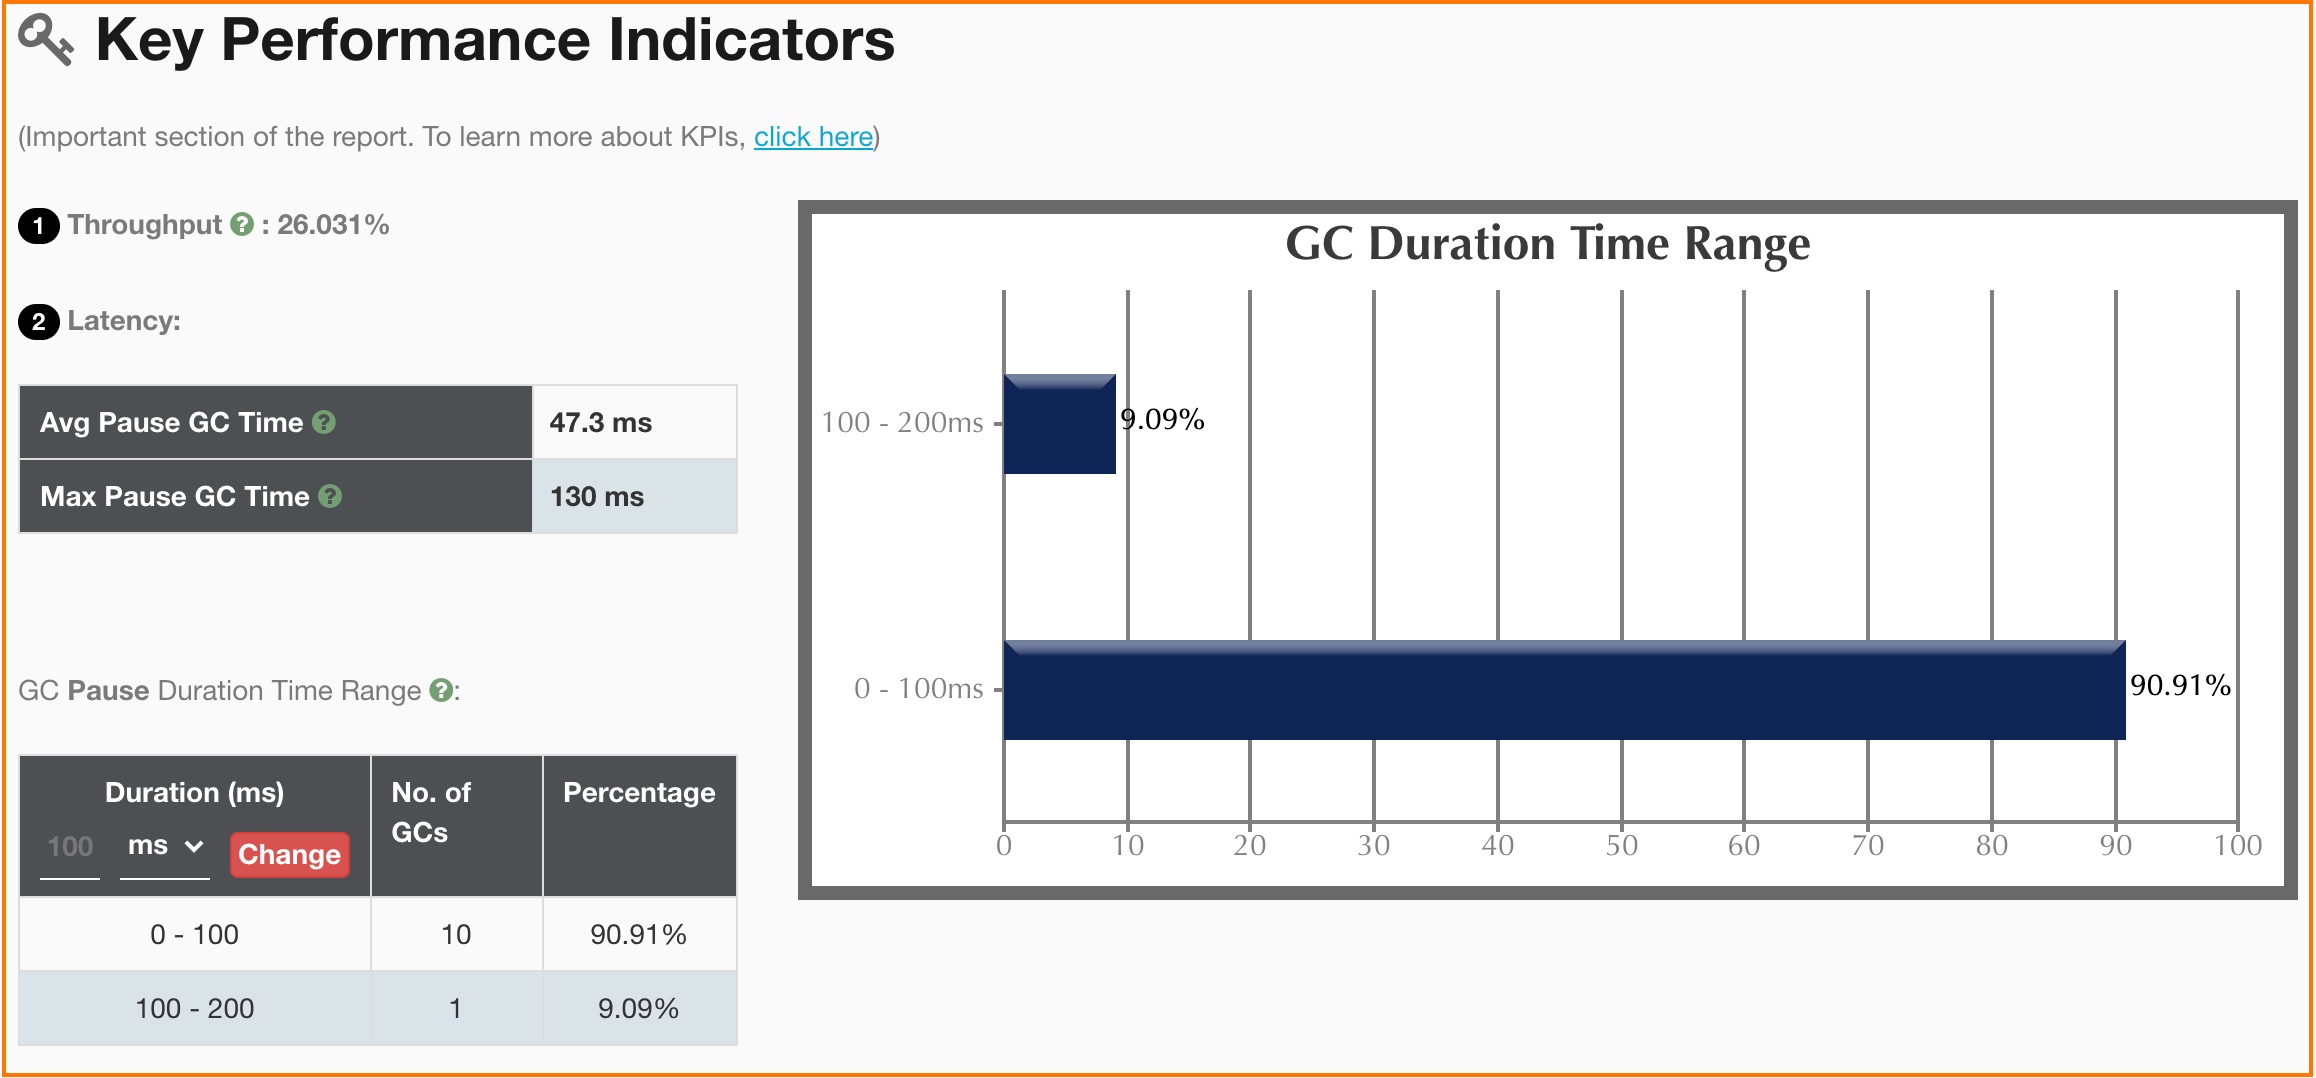 Key Performance Indicators
(Important section of the report. To learn more about KPIs, click here)
1 Throughput ? : 26.031%
2 Latency:
Avg Pause GC Time ? 47.3 ms
Max Pause GC Time ? 130 ms
GC Pause Duration Time Range ?:
Duration (ms) No. of GCs Percentage
100 ms Change
0 - 100 10 90.91%
100 - 200 1 9.09%
GC Duration Time Range
100 - 200ms 9.09%
0 - 100ms 90.91%
0 10 20 30 40 50 60 70 80 90 100